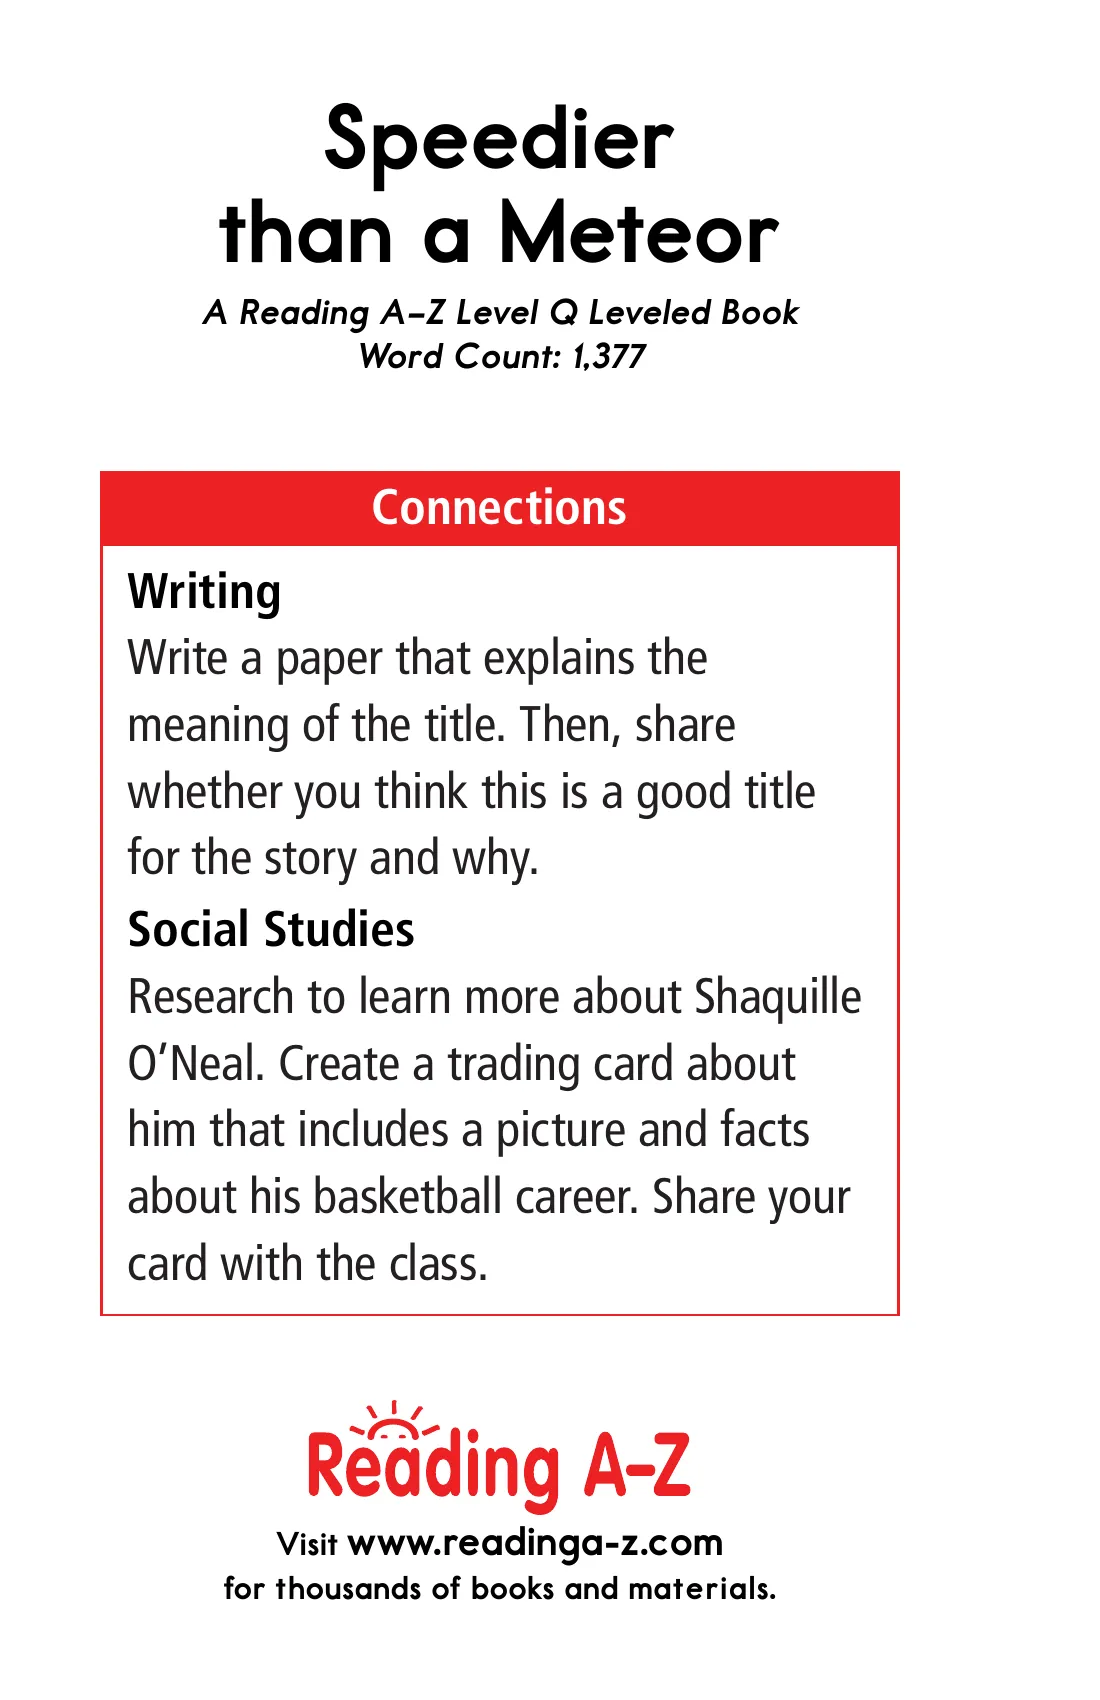 Speedier
than a Meteor
A Reading A–Z Level Q Leveled Book
Word Count: 1,377
Connections
Writing
Write a paper that explains the
meaning of the title. Then, share
whether you think this is a good title
for the story and why.
Social Studies
Research to learn more about Shaquille
O’Neal. Create a trading card about
him that includes a picture and facts
about his basketball career. Share your
card with the class.
Reading A–Z
Visit www.readinga-z.com
for thousands of books and materials.